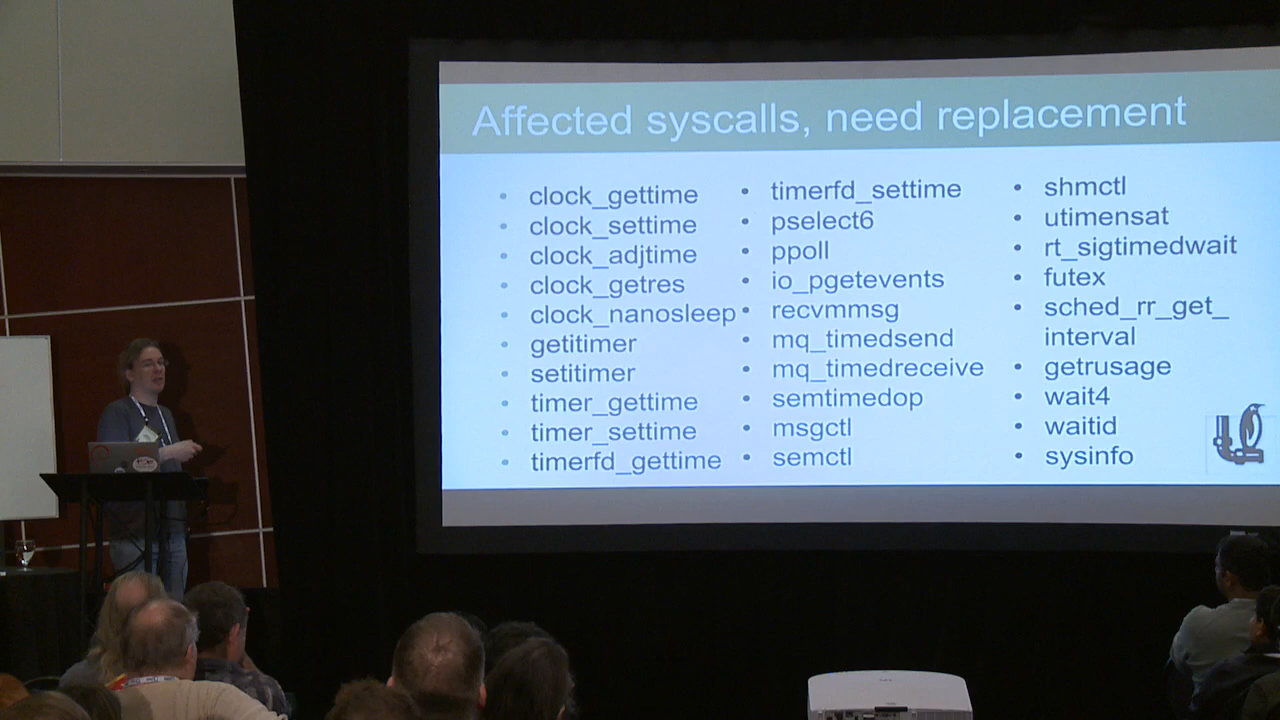 Affected syscalls, need replacement
• clock_gettime
• clock_settime
• clock_adjtime
• clock_getres
• clock_nanosleep
• getitimer
• setitimer
• timer_gettime
• timer_settime
• timerfd_gettime
• timerfd_settime
• pselect6
• ppoll
• io_pgetevents
• recvmmsg
• mq_timedsend
• mq_timedreceive
• semtimedop
• msgctl
• semctl
• shmctl
• utimensat
• rt_sigtimedwait
• futex
• sched_rr_get_
interval
• getrusage
• wait4
• waitid
• sysinfo